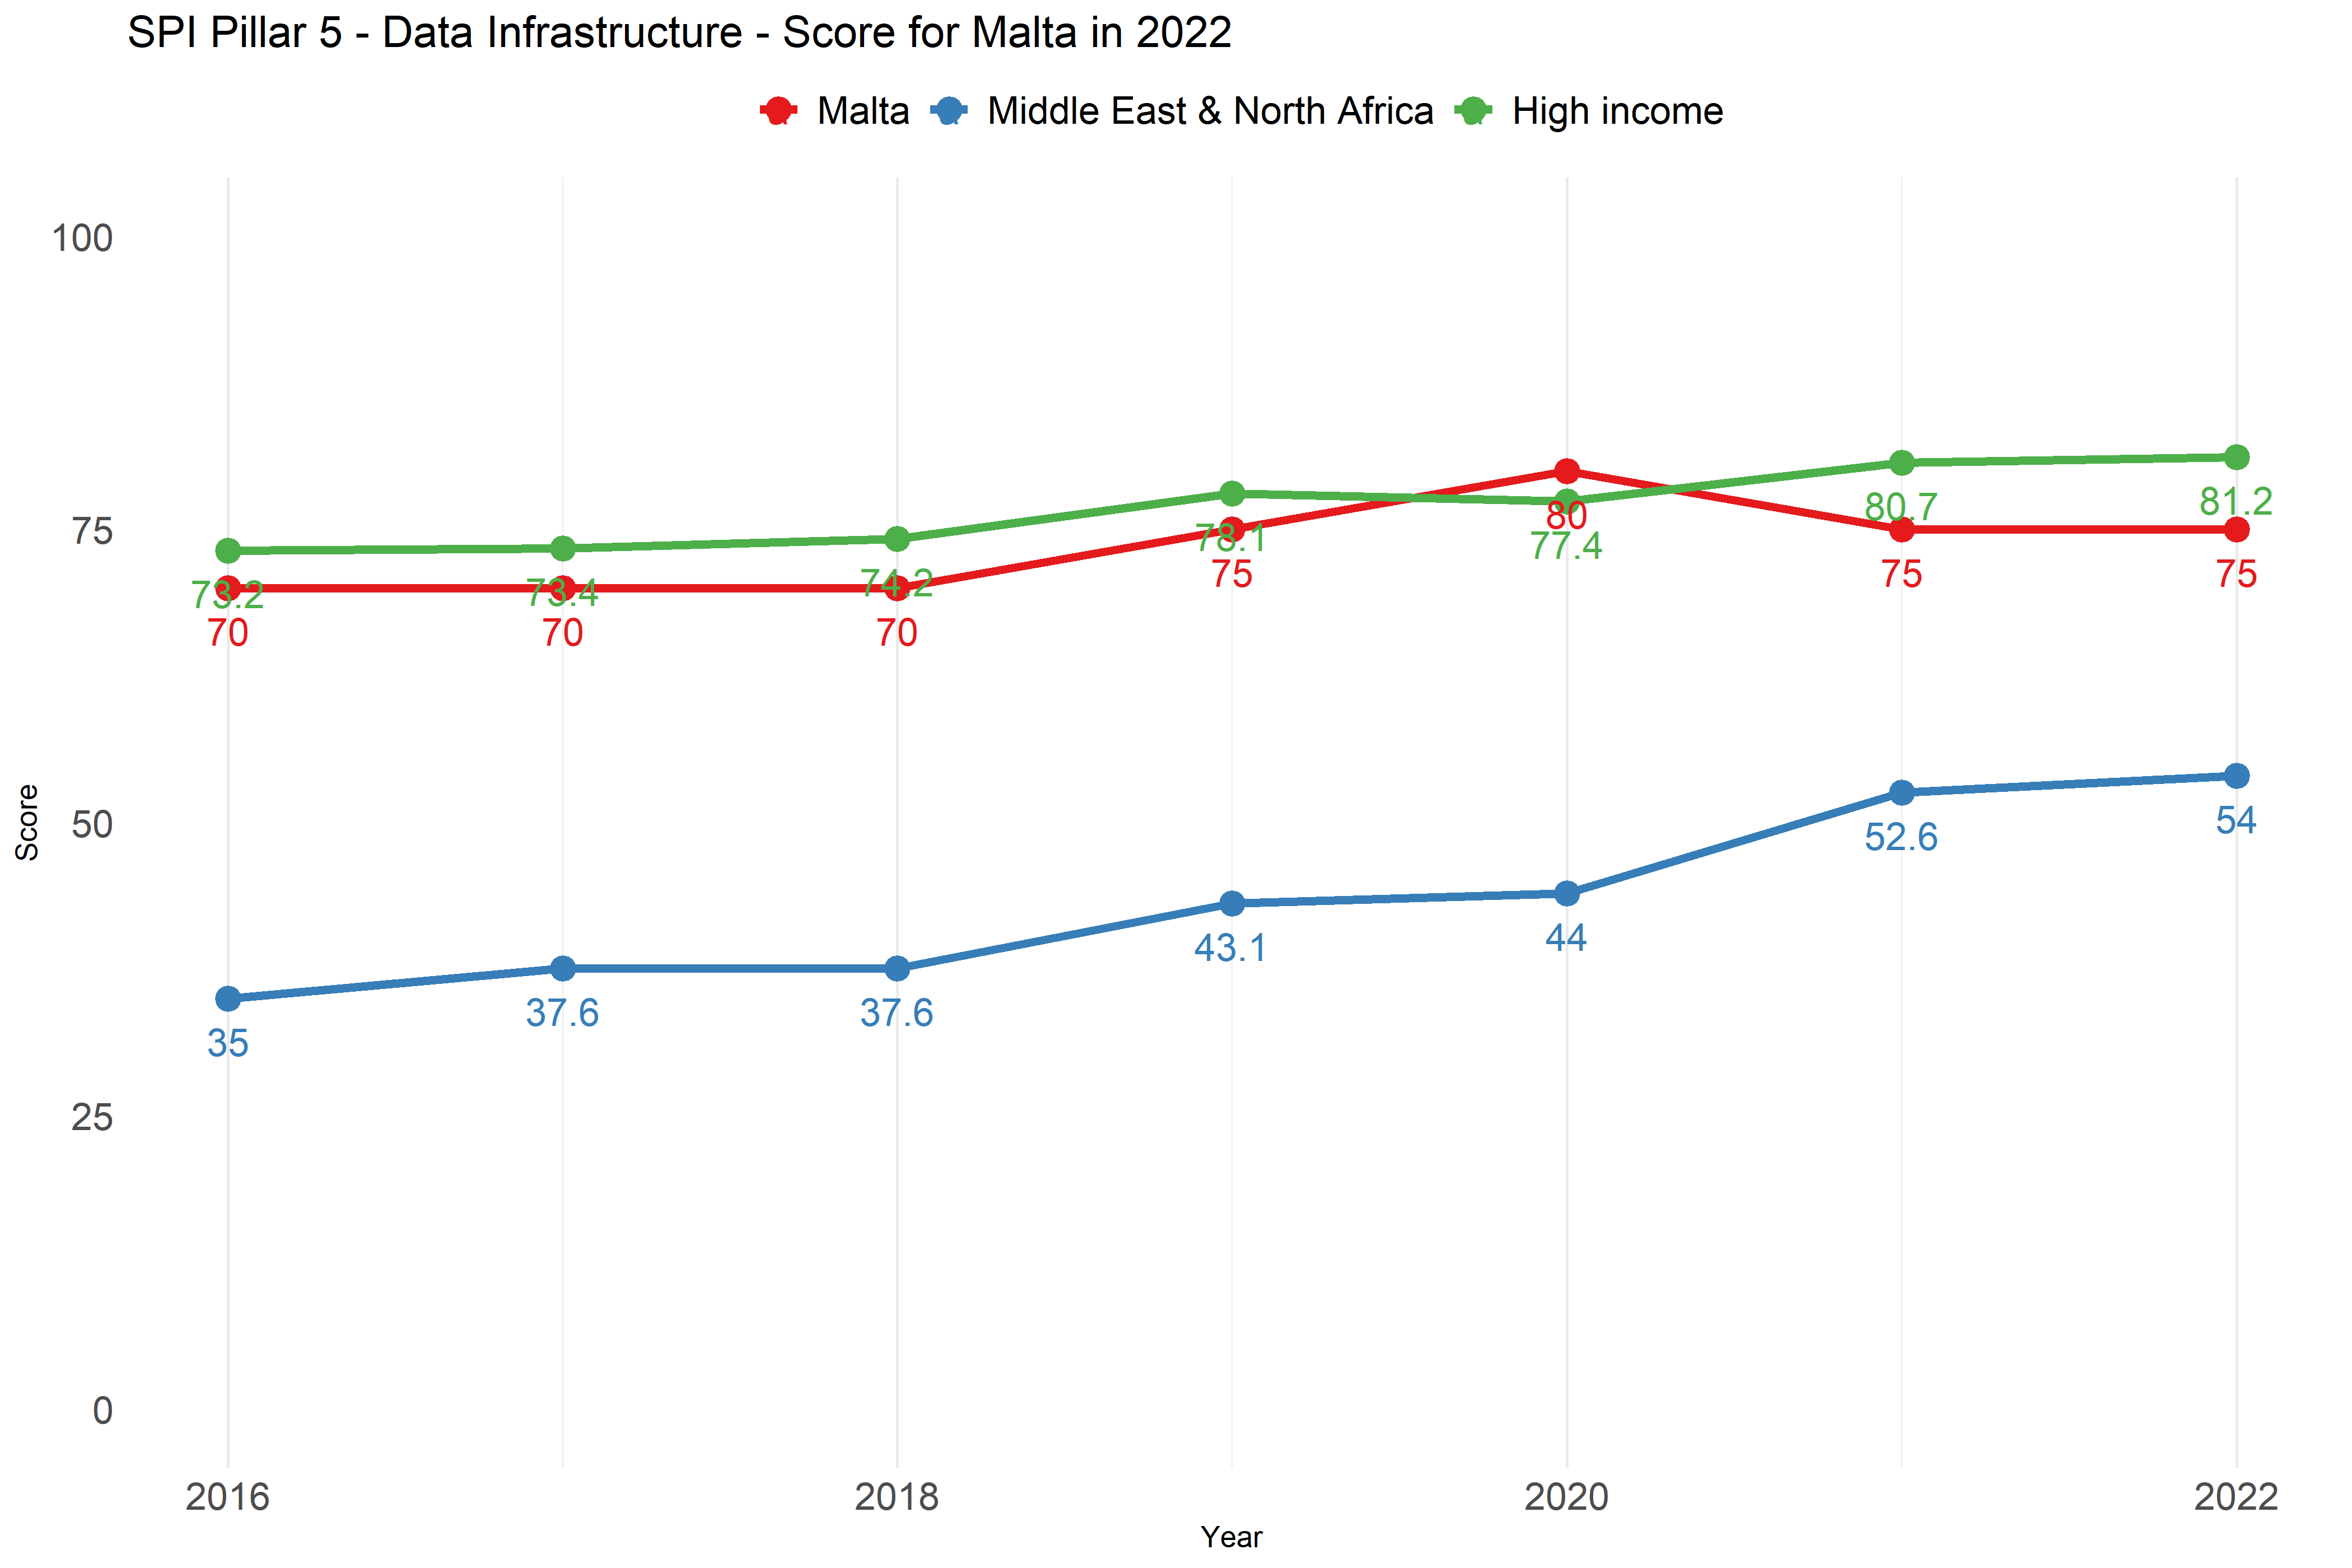 SPI Pillar 5 - Data Infrastructure - Score for Malta in 2022
Malta Middle East & North Africa High income
100
75
50
25
0
Score
73.2 73.4 74.2 78.1 77.4 80.7 81.2
70 70 70 75 80 75 75
35 37.6 37.6 43.1 44 52.6 54
2016 2018 2020 2022
Year